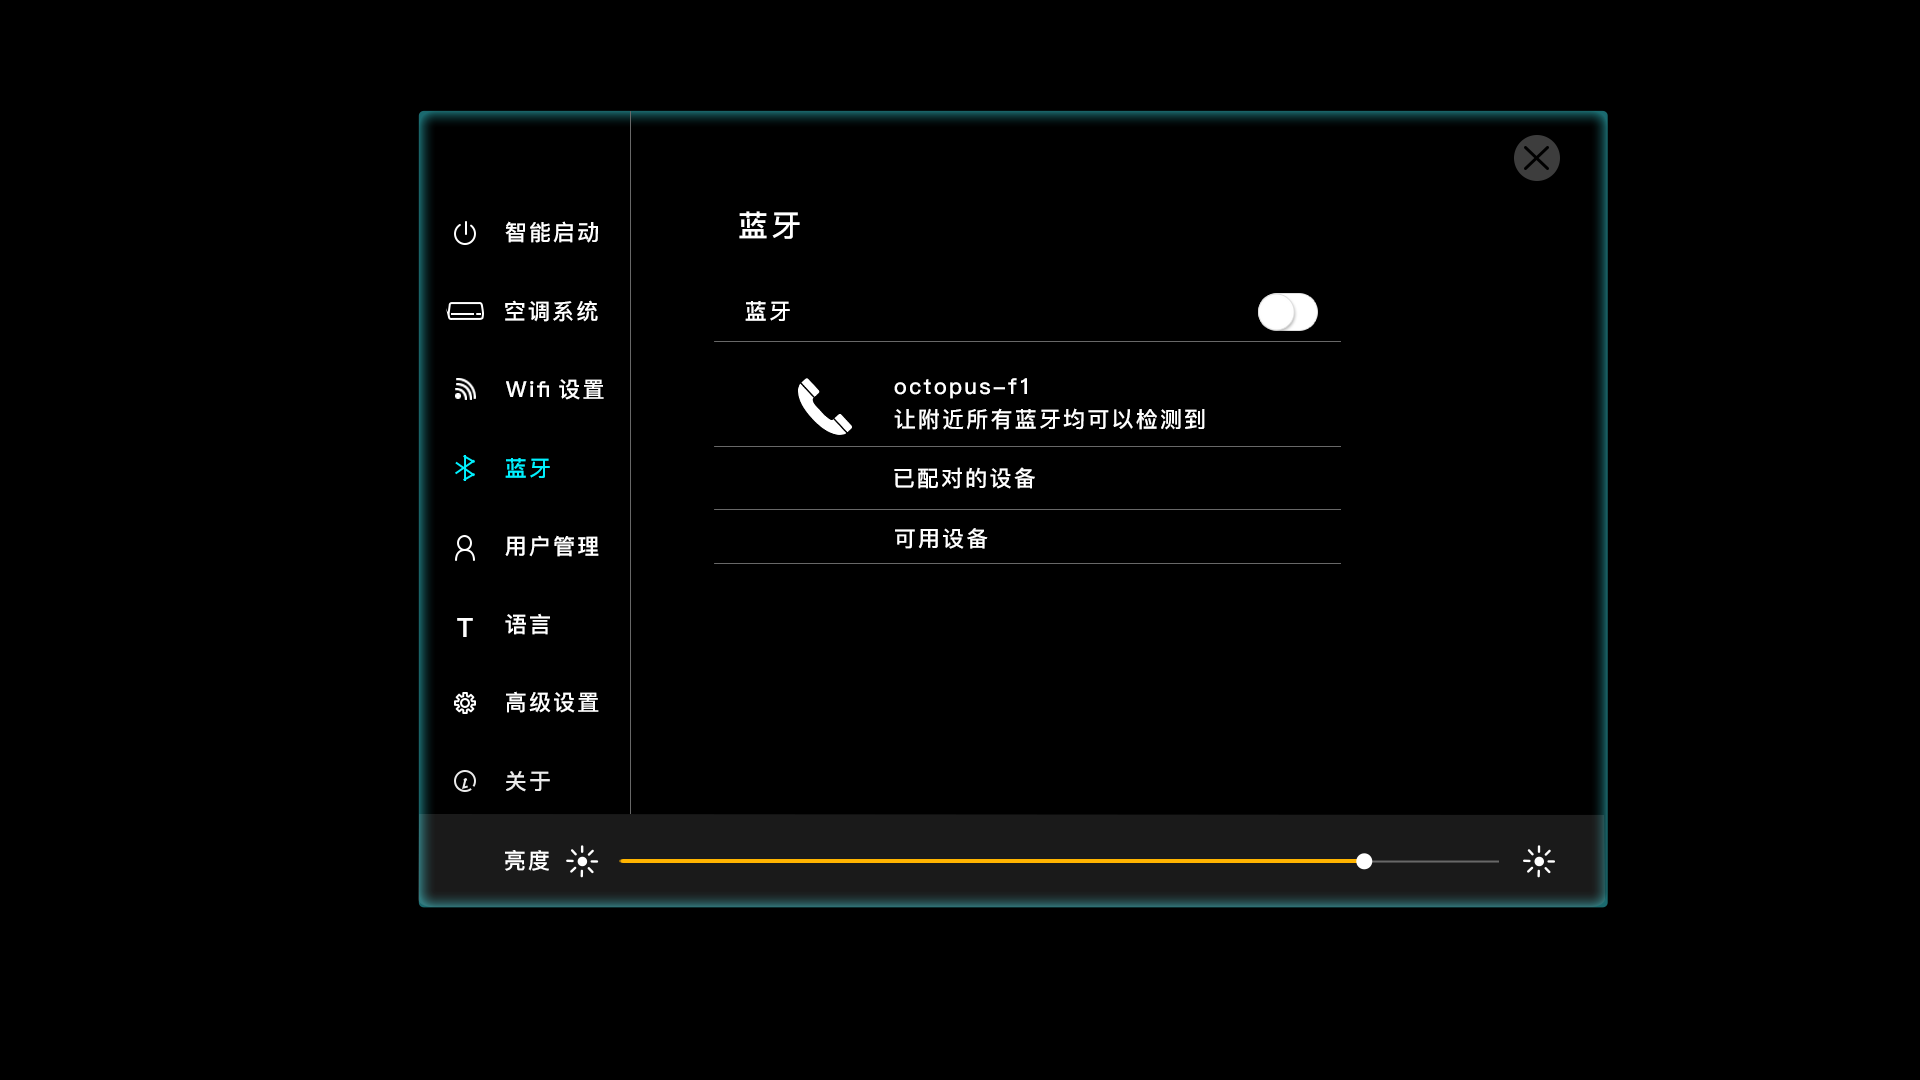 智能启动
空调系统
Wifi 设置
蓝牙
用户管理
T 语言
高级设置
关于
蓝牙
蓝牙
octopus-f1
让附近所有蓝牙均可以检测到
已配对的设备
可用设备
亮度